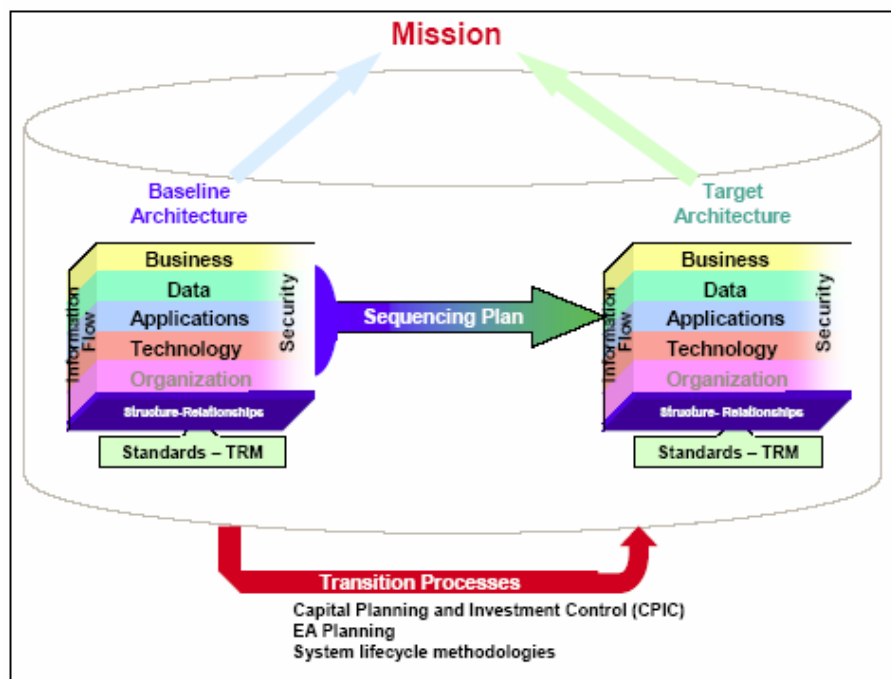 Mission
Baseline
Architecture
Target
Architecture
Business
Data
Applications
Technology
Organization
Information
Flow
Security
Structure-Relationships
Standards – TRM
Sequencing Plan
Business
Data
Applications
Technology
Organization
Information
Flow
Security
Structure- Relationships
Standards – TRM
Transition Processes
Capital Planning and Investment Control (CPIC)
EA Planning
System lifecycle methodologies